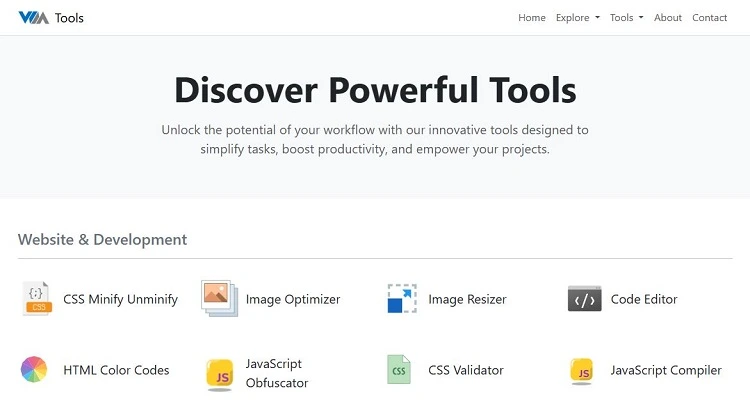 VDA Tools
Home Explore Tools About Contact
Discover Powerful Tools
Unlock the potential of your workflow with our innovative tools designed to
simplify tasks, boost productivity, and empower your projects.
Website & Development
{;}
CSS
CSS Minify Unminify
Image Optimizer
Image Resizer
</>
Code Editor
HTML Color Codes
JS
JavaScript
Obfuscator
CSS
CSS Validator
JS
JavaScript Compiler